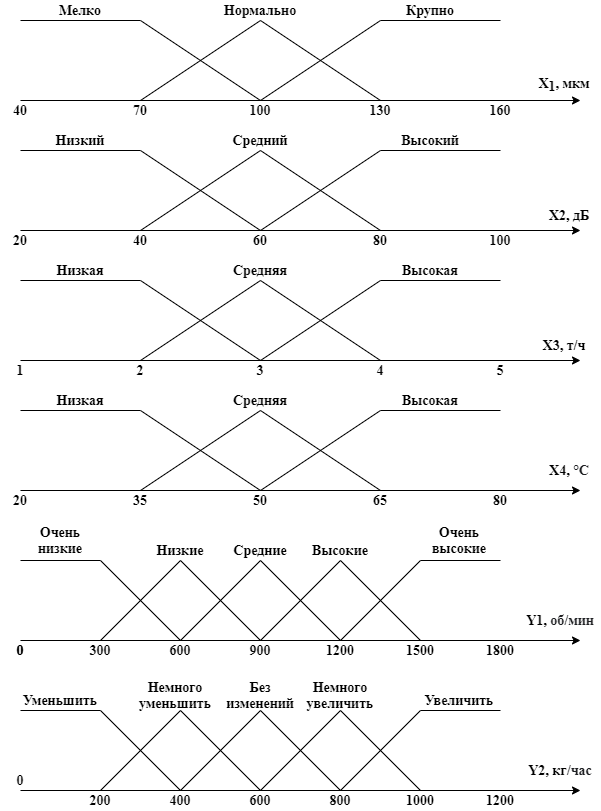 Мелко Нормально Крупно
X1, мкм
40 70 100 130 160
Низкий Средний Высокий
X2, дБ
20 40 60 80 100
Низкая Средняя Высокая
X3, т/ч
1 2 3 4 5
Низкая Средняя Высокая
X4, °C
20 35 50 65 80
Очень
низкие
Низкие Средние Высокие
Очень
высокие
Y1, об/мин
0 300 600 900 1200 1500 1800
Уменьшить
Немного
уменьшить
Без
изменений
Немного
увеличить
Увеличить
Y2, кг/час
0 200 400 600 800 1000 1200